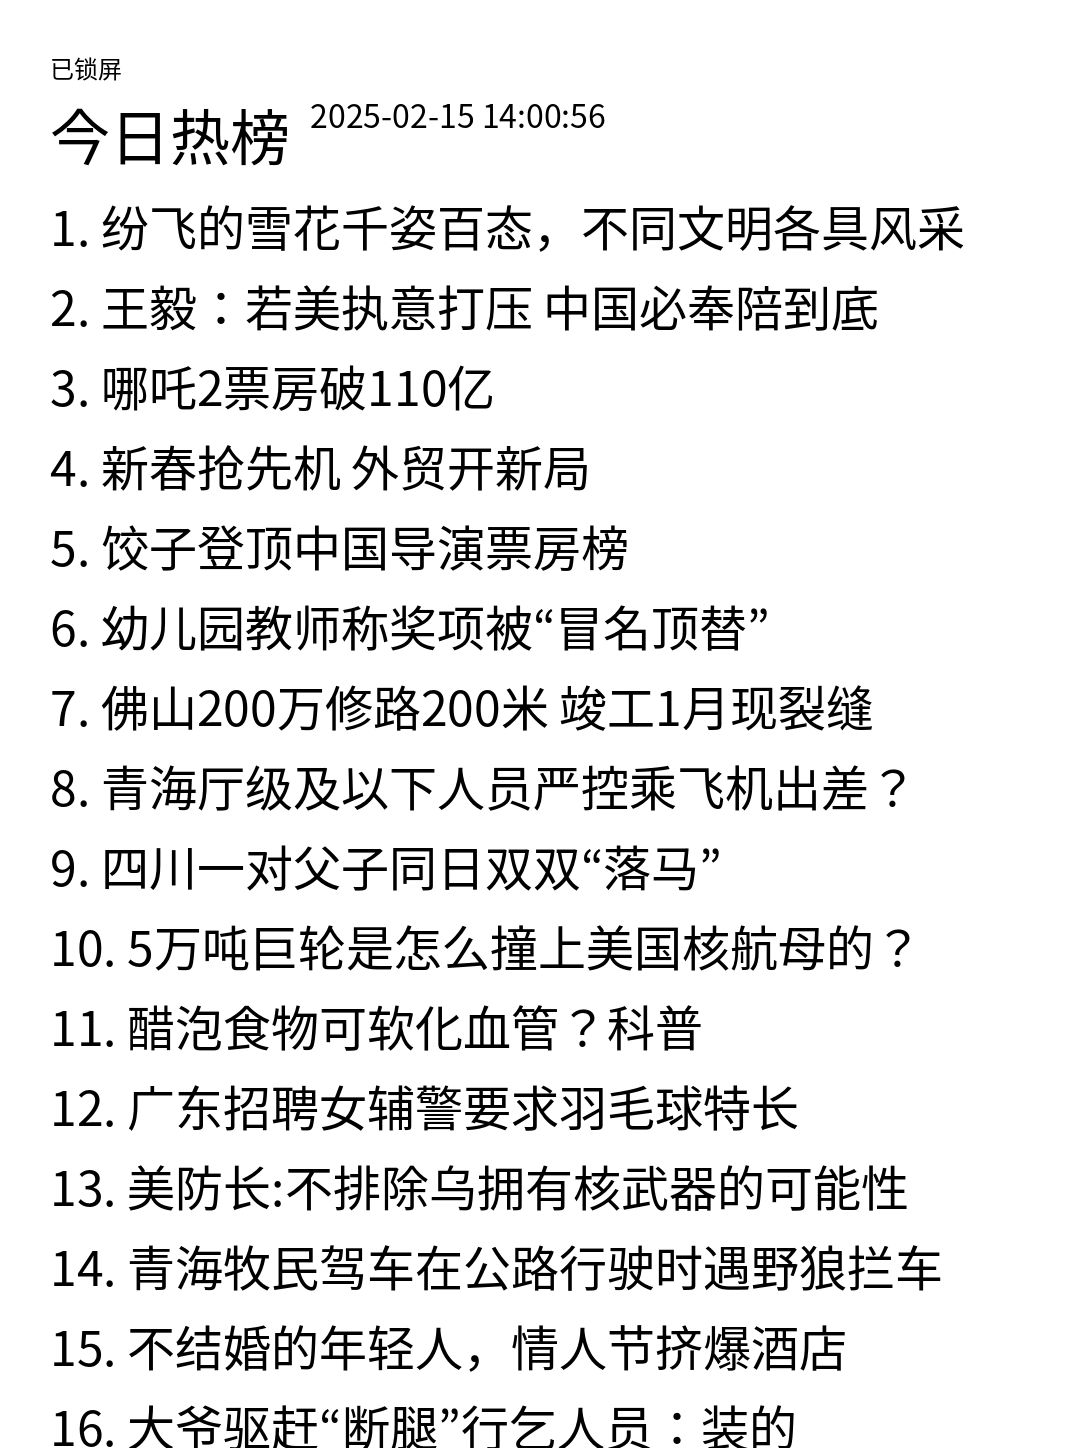 已锁屏
今日热榜 2025-02-15 14:00:56
1. 纷飞的雪花千姿百态，不同文明各具风采
2. 王毅：若美执意打压 中国必奉陪到底
3. 哪吒2票房破110亿
4. 新春抢先机 外贸开新局
5. 饺子登顶中国导演票房榜
6. 幼儿园教师称奖项被“冒名顶替”
7. 佛山200万修路200米 竣工1月现裂缝
8. 青海厅级及以下人员严控乘飞机出差？
9. 四川一对父子同日双双“落马”
10. 5万吨巨轮是怎么撞上美国核航母的？
11. 醋泡食物可软化血管？科普
12. 广东招聘女辅警要求羽毛球特长
13. 美防长:不排除乌拥有核武器的可能性
14. 青海牧民驾车在公路行驶时遇野狼拦车
15. 不结婚的年轻人，情人节挤爆酒店
16. 大爷驱赶“断腿”行乞人员：装的